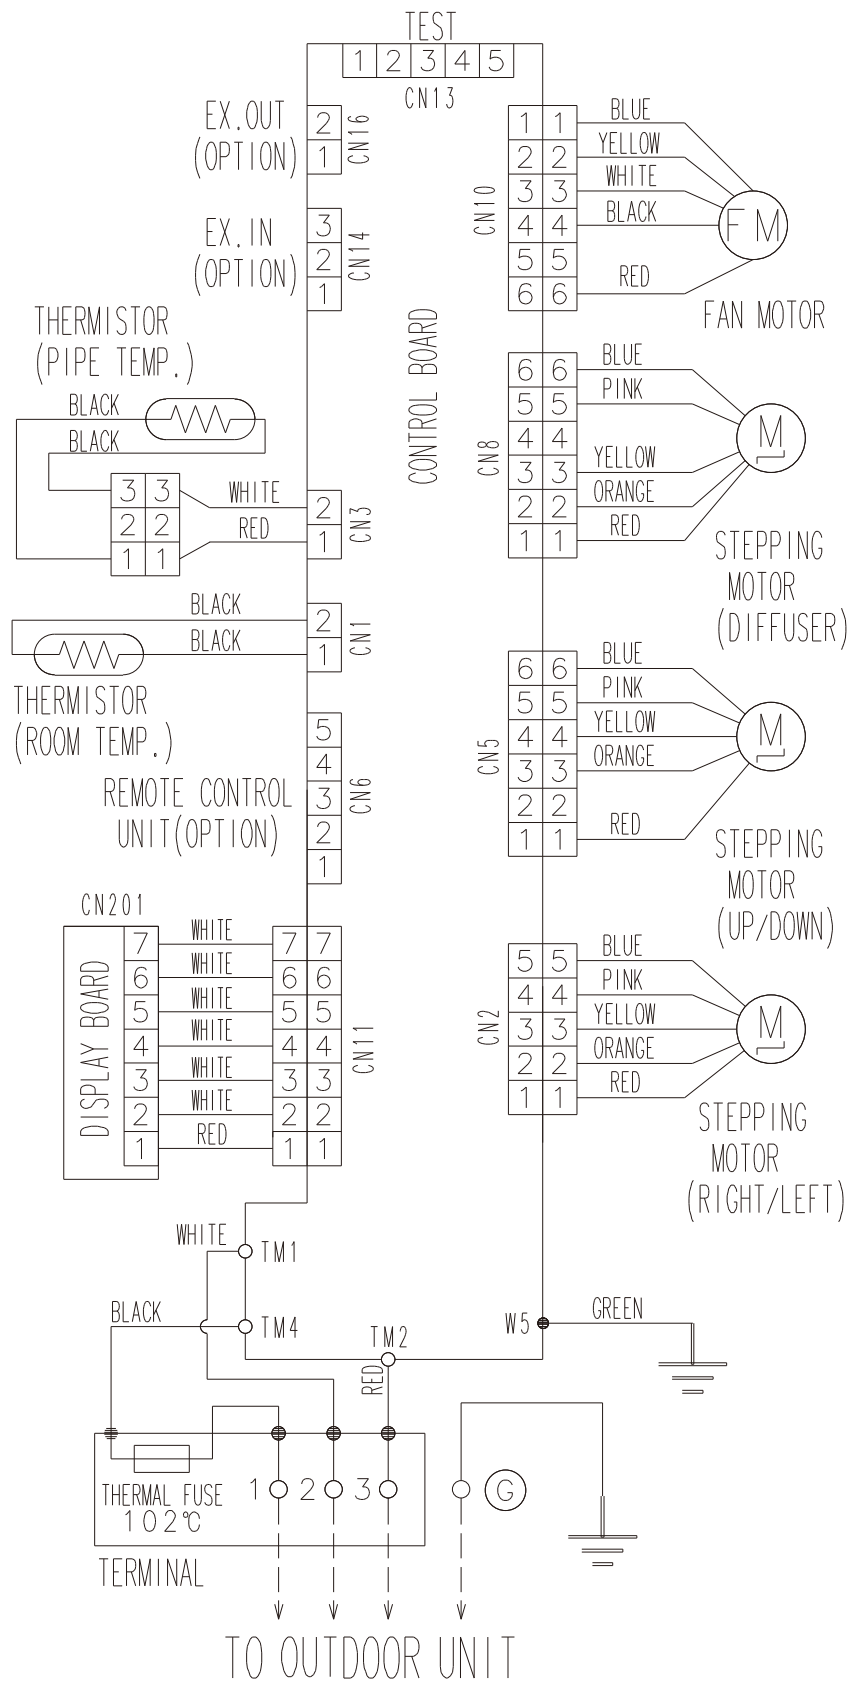 TEST
1 2 3 4 5
CN13
EX.OUT
(OPTION)
2
1
CN16
EX.IN
(OPTION)
3
2
1
CN14
CONTROL BOARD
THERMISTOR
(PIPE TEMP.)
BLACK
BLACK
3 3
2 2
1 1
WHITE
RED
2
1
CN3
BLACK
BLACK
2
1
CN1
THERMISTOR
(ROOM TEMP.)
REMOTE CONTROL
UNIT(OPTION)
5
4
3
2
1
CN6
CN201
DISPLAY BOARD
7 WHITE 7 7
6 WHITE 6 6
5 WHITE 5 5
4 WHITE 4 4
3 WHITE 3 3
2 WHITE 2 2
1 RED 1 1
CN11
CN10
1 1 BLUE
2 2 YELLOW
3 3 WHITE
4 4 BLACK
5 5
6 6 RED
FM
FAN MOTOR
CN8
6 6 BLUE
5 5 PINK
4 4
3 3 YELLOW
2 2 ORANGE
1 1 RED
M
STEPPING
MOTOR
(DIFFUSER)
CN5
6 6 BLUE
5 5 PINK
4 4 YELLOW
3 3 ORANGE
2 2
1 1 RED
M
STEPPING
MOTOR
(UP/DOWN)
CN2
5 5 BLUE
4 4 PINK
3 3 YELLOW
2 2 ORANGE
1 1 RED
M
STEPPING
MOTOR
(RIGHT/LEFT)
WHITE
TM1
BLACK
TM4
TM2
RED
W5
GREEN
THERMAL FUSE
102℃
1 2 3
G
TERMINAL
TO OUTDOOR UNIT